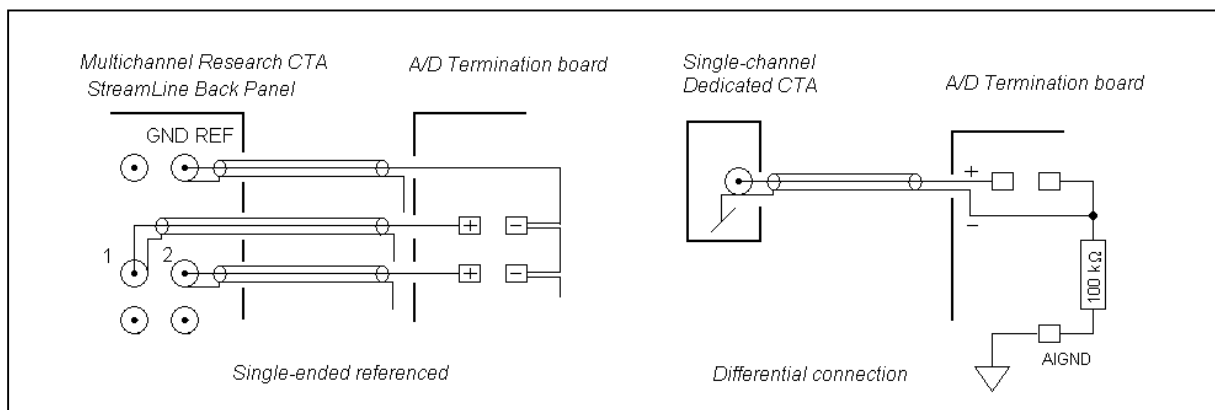 Multichannel Research CTA
StreamLine Back Panel
A/D Termination board
GND REF
1
2
+
−
+
−
Single-ended referenced
Single-channel
Dedicated CTA
A/D Termination board
+
−
100 kΩ
AIGND
Differential connection